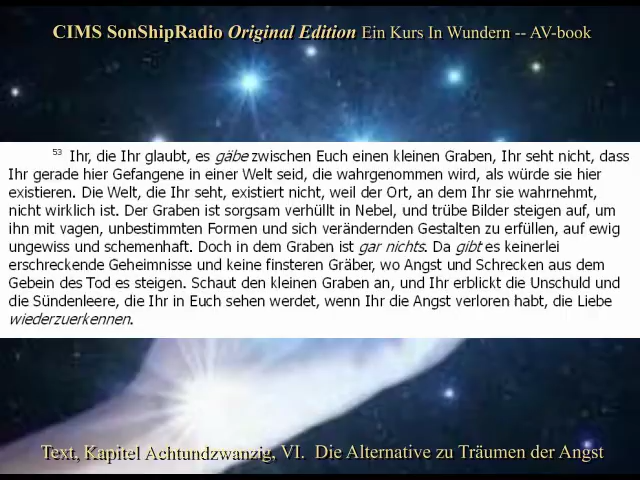 CIMS SonShipRadio Original Edition Ein Kurs In Wundern -- AV-book
53 Ihr, die Ihr glaubt, es gäbe zwischen Euch einen kleinen Graben, Ihr seht nicht, dass
Ihr gerade hier Gefangene in einer Welt seid, die wahrgenommen wird, als würde sie hier
existieren. Die Welt, die Ihr seht, existiert nicht, weil der Ort, an dem Ihr sie wahrnehmt,
nicht wirklich ist. Der Graben ist sorgsam verhüllt in Nebel, und trübe Bilder steigen auf, um
ihn mit vagen, unbestimmten Formen und sich verändernden Gestalten zu erfüllen, auf ewig
ungewiss und schemenhaft. Doch in dem Graben ist gar nichts. Da gibt es keinerlei
erschreckende Geheimnisse und keine finsteren Gräber, wo Angst und Schrecken aus dem
Gebein des Tod es steigen. Schaut den kleinen Graben an, und Ihr erblickt die Unschuld und
die Sündenleere, die Ihr in Euch sehen werdet, wenn Ihr die Angst verloren habt, die Liebe
wiederzuerkennen.
Text, Kapitel Achtundzwanzig, VI. Die Alternative zu Träumen der Angst